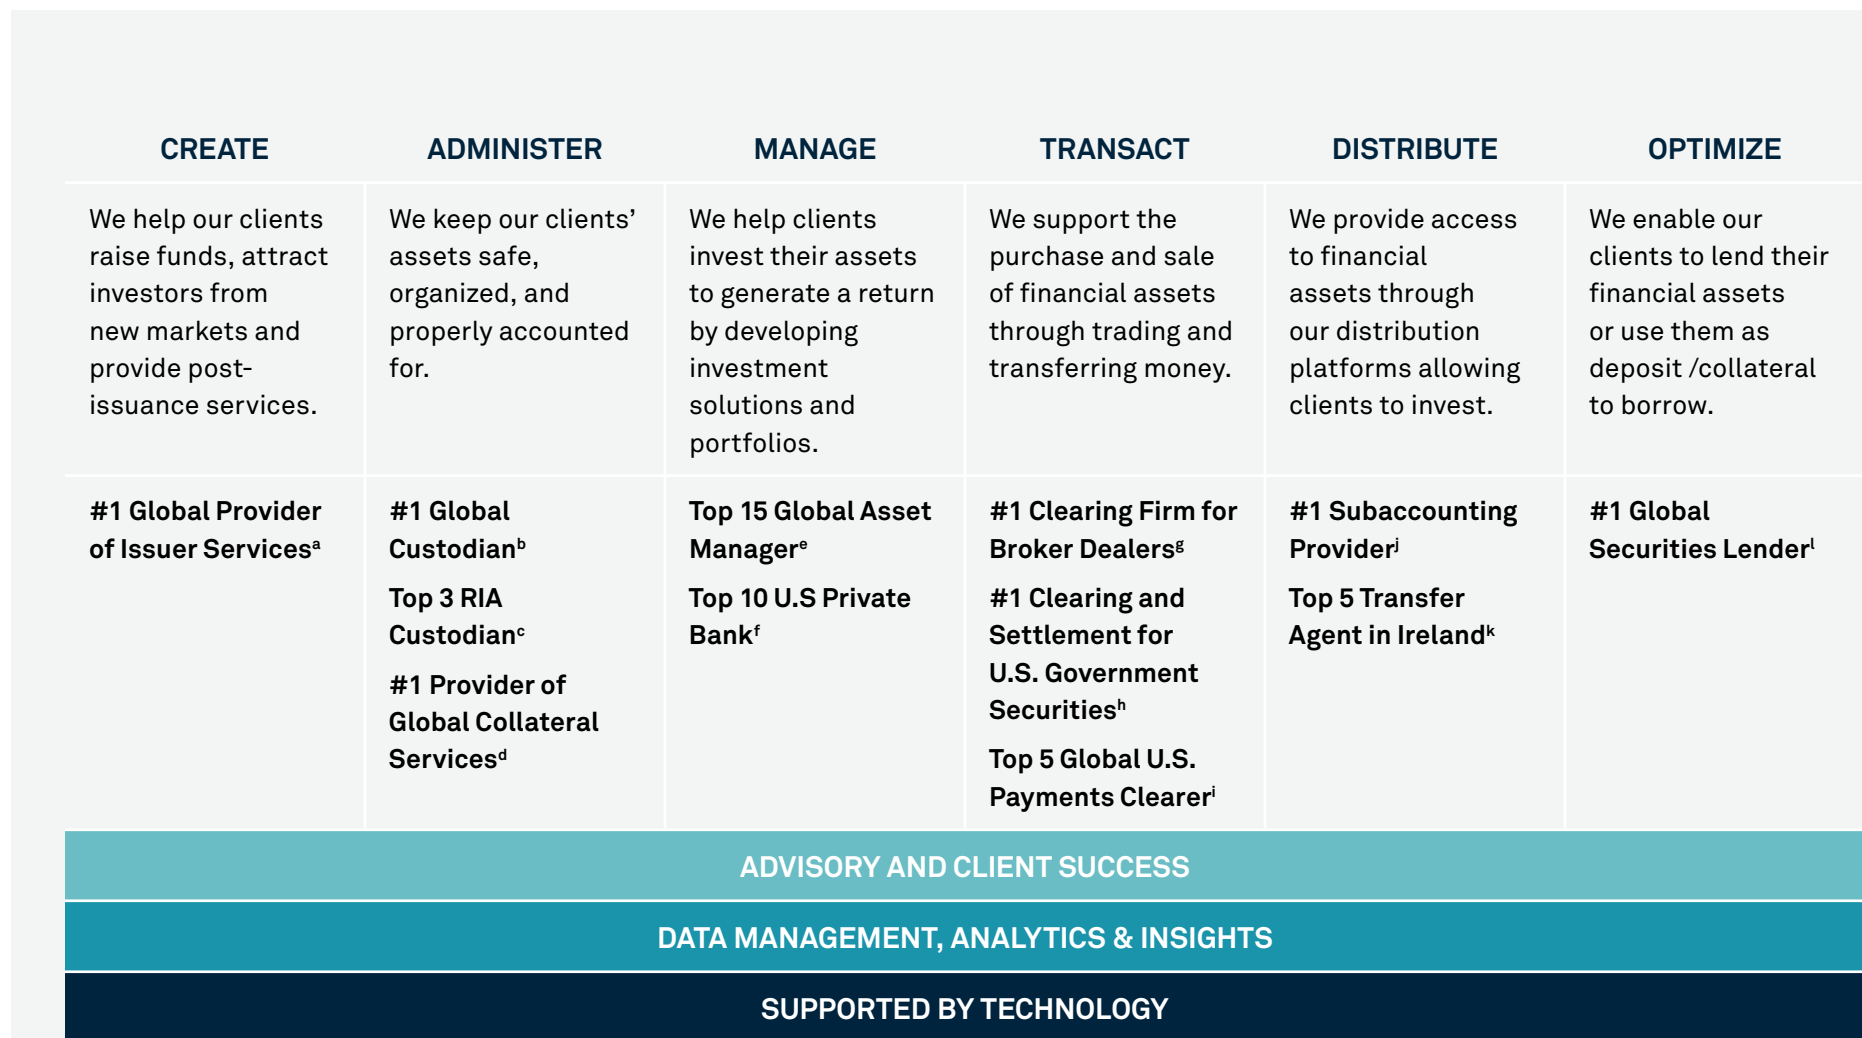 CREATE
We help our clients
raise funds, attract
investors from
new markets and
provide post-
issuance services.
#1 Global Provider
of Issuer Servicesᵃ
ADMINISTER
We keep our clients’
assets safe,
organized, and
properly accounted
for.
#1 Global
Custodianᵇ
Top 3 RIA
Custodianᶜ
#1 Provider of
Global Collateral
Servicesᵈ
MANAGE
We help clients
invest their assets
to generate a return
by developing
investment
solutions and
portfolios.
Top 15 Global Asset
Managerᵉ
Top 10 U.S Private
Bankᶠ
TRANSACT
We support the
purchase and sale
of financial assets
through trading and
transferring money.
#1 Clearing Firm for
Broker Dealersᵍ
#1 Clearing and
Settlement for
U.S. Government
Securitiesʰ
Top 5 Global U.S.
Payments Clearerⁱ
DISTRIBUTE
We provide access
to financial
assets through
our distribution
platforms allowing
clients to invest.
#1 Subaccounting
Providerʲ
Top 5 Transfer
Agent in Irelandᵏ
OPTIMIZE
We enable our
clients to lend their
financial assets
or use them as
deposit /collateral
to borrow.
#1 Global
Securities Lenderˡ
ADVISORY AND CLIENT SUCCESS
DATA MANAGEMENT, ANALYTICS & INSIGHTS
SUPPORTED BY TECHNOLOGY